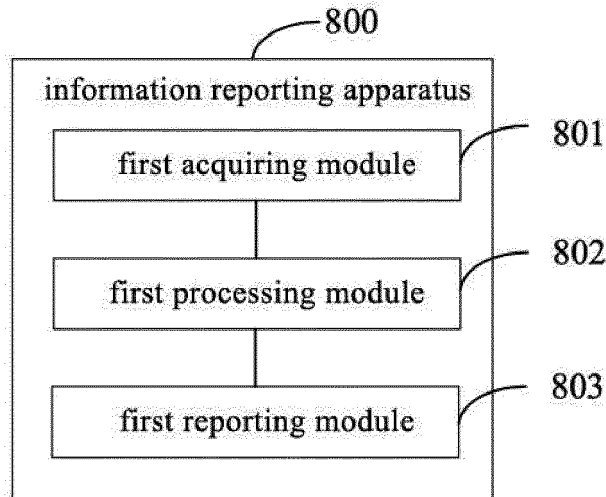 800
information reporting apparatus
first acquiring module
801
first processing module
802
first reporting module
803